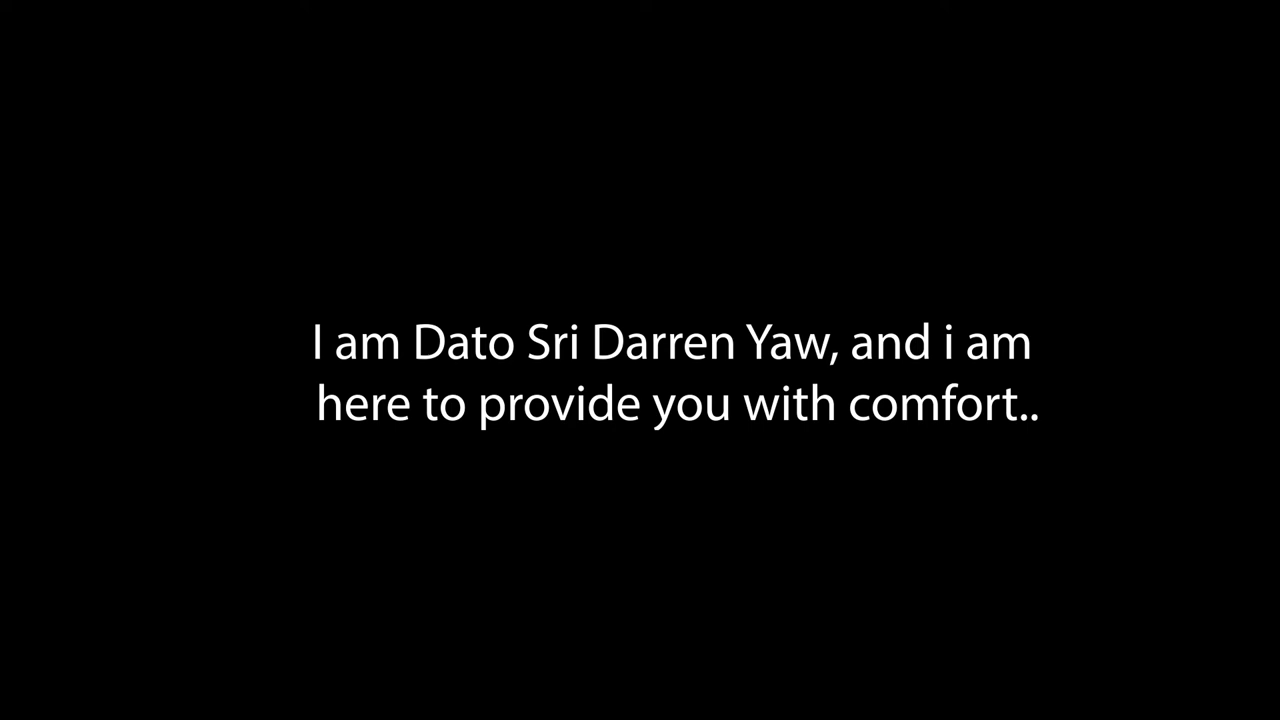 I am Dato Sri Darren Yaw, and i am
here to provide you with comfort..